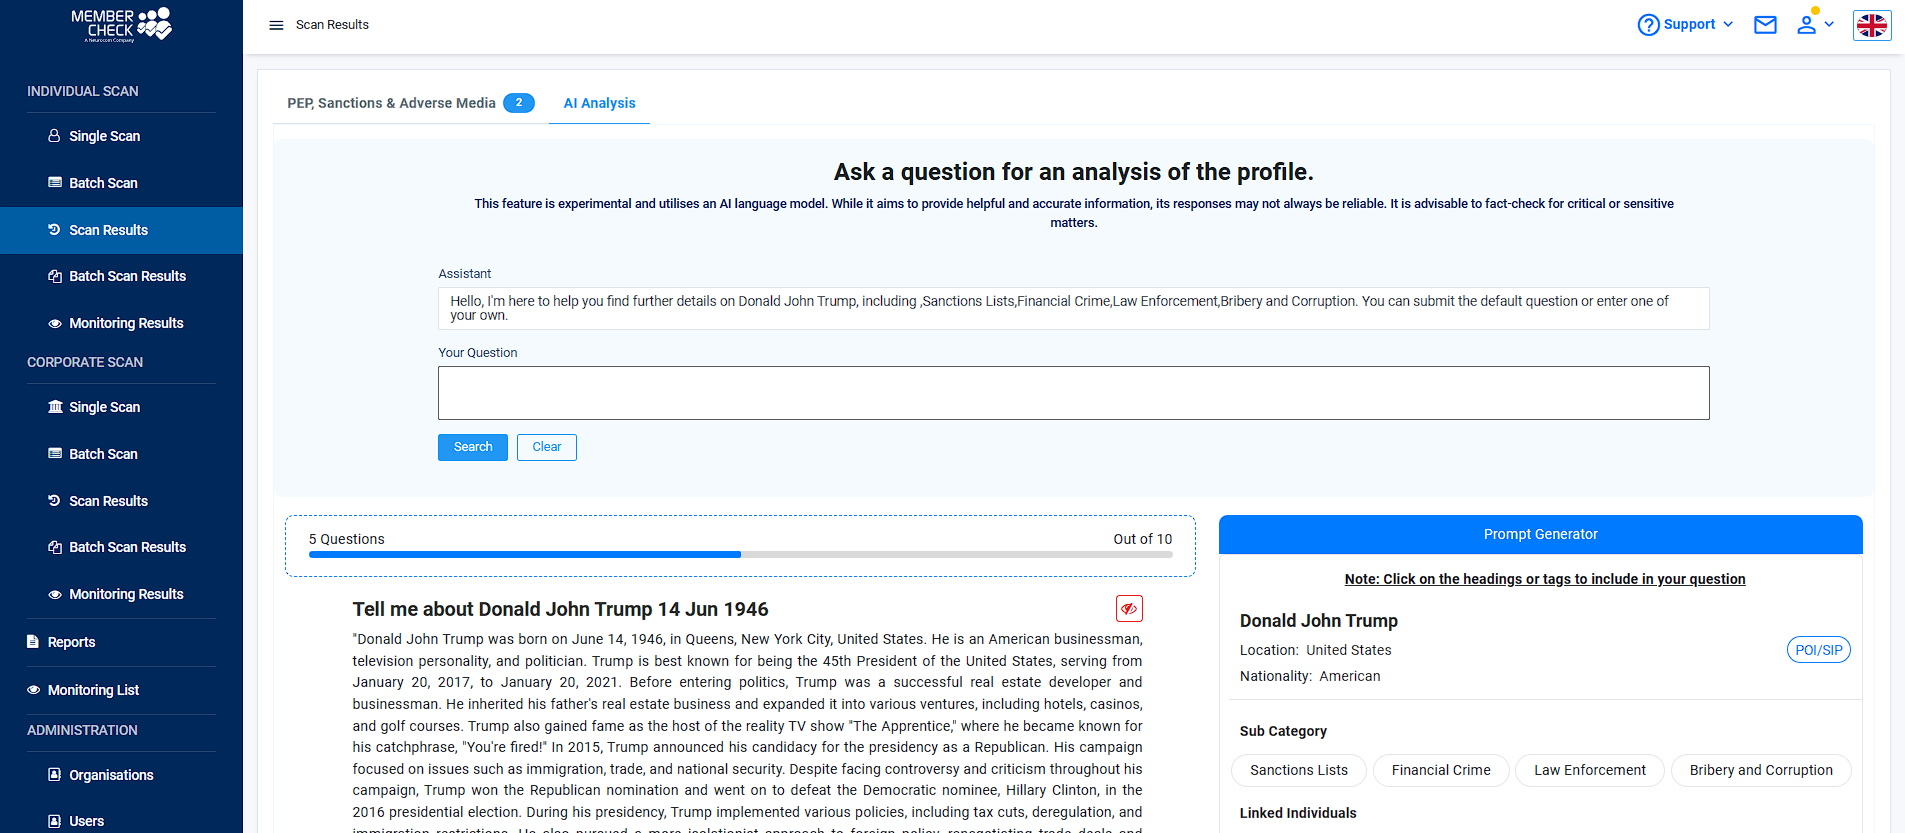 MEMBER
CHECK
A Neurocom Company
INDIVIDUAL SCAN
Single Scan
Batch Scan
Scan Results
Batch Scan Results
Monitoring Results
CORPORATE SCAN
Single Scan
Batch Scan
Scan Results
Batch Scan Results
Monitoring Results
Reports
Monitoring List
ADMINISTRATION
Organisations
Users
Scan Results
Support
PEP, Sanctions & Adverse Media 2
AI Analysis
Ask a question for an analysis of the profile.
This feature is experimental and utilises an AI language model. While it aims to provide helpful and accurate information, its responses may not always be reliable. It is advisable to fact-check for critical or sensitive
matters.
Assistant
Hello, I'm here to help you find further details on Donald John Trump, including ,Sanctions Lists,Financial Crime,Law Enforcement,Bribery and Corruption. You can submit the default question or enter one of
your own.
Your Question
Search Clear
5 Questions Out of 10
Tell me about Donald John Trump 14 Jun 1946
"Donald John Trump was born on June 14, 1946, in Queens, New York City, United States. He is an American businessman,
television personality, and politician. Trump is best known for being the 45th President of the United States, serving from
January 20, 2017, to January 20, 2021. Before entering politics, Trump was a successful real estate developer and
businessman. He inherited his father's real estate business and expanded it into various ventures, including hotels, casinos,
and golf courses. Trump also gained fame as the host of the reality TV show "The Apprentice," where he became known for
his catchphrase, "You're fired!" In 2015, Trump announced his candidacy for the presidency as a Republican. His campaign
focused on issues such as immigration, trade, and national security. Despite facing controversy and criticism throughout his
campaign, Trump won the Republican nomination and went on to defeat the Democratic nominee, Hillary Clinton, in the
2016 presidential election. During his presidency, Trump implemented various policies, including tax cuts, deregulation, and
immigration restrictions. He also pursued a more isolationist approach to foreign policy, renegotiating trade deals and
Prompt Generator
Note: Click on the headings or tags to include in your question
Donald John Trump
Location: United States
POI/SIP
Nationality: American
Sub Category
Sanctions Lists Financial Crime Law Enforcement Bribery and Corruption
Linked Individuals